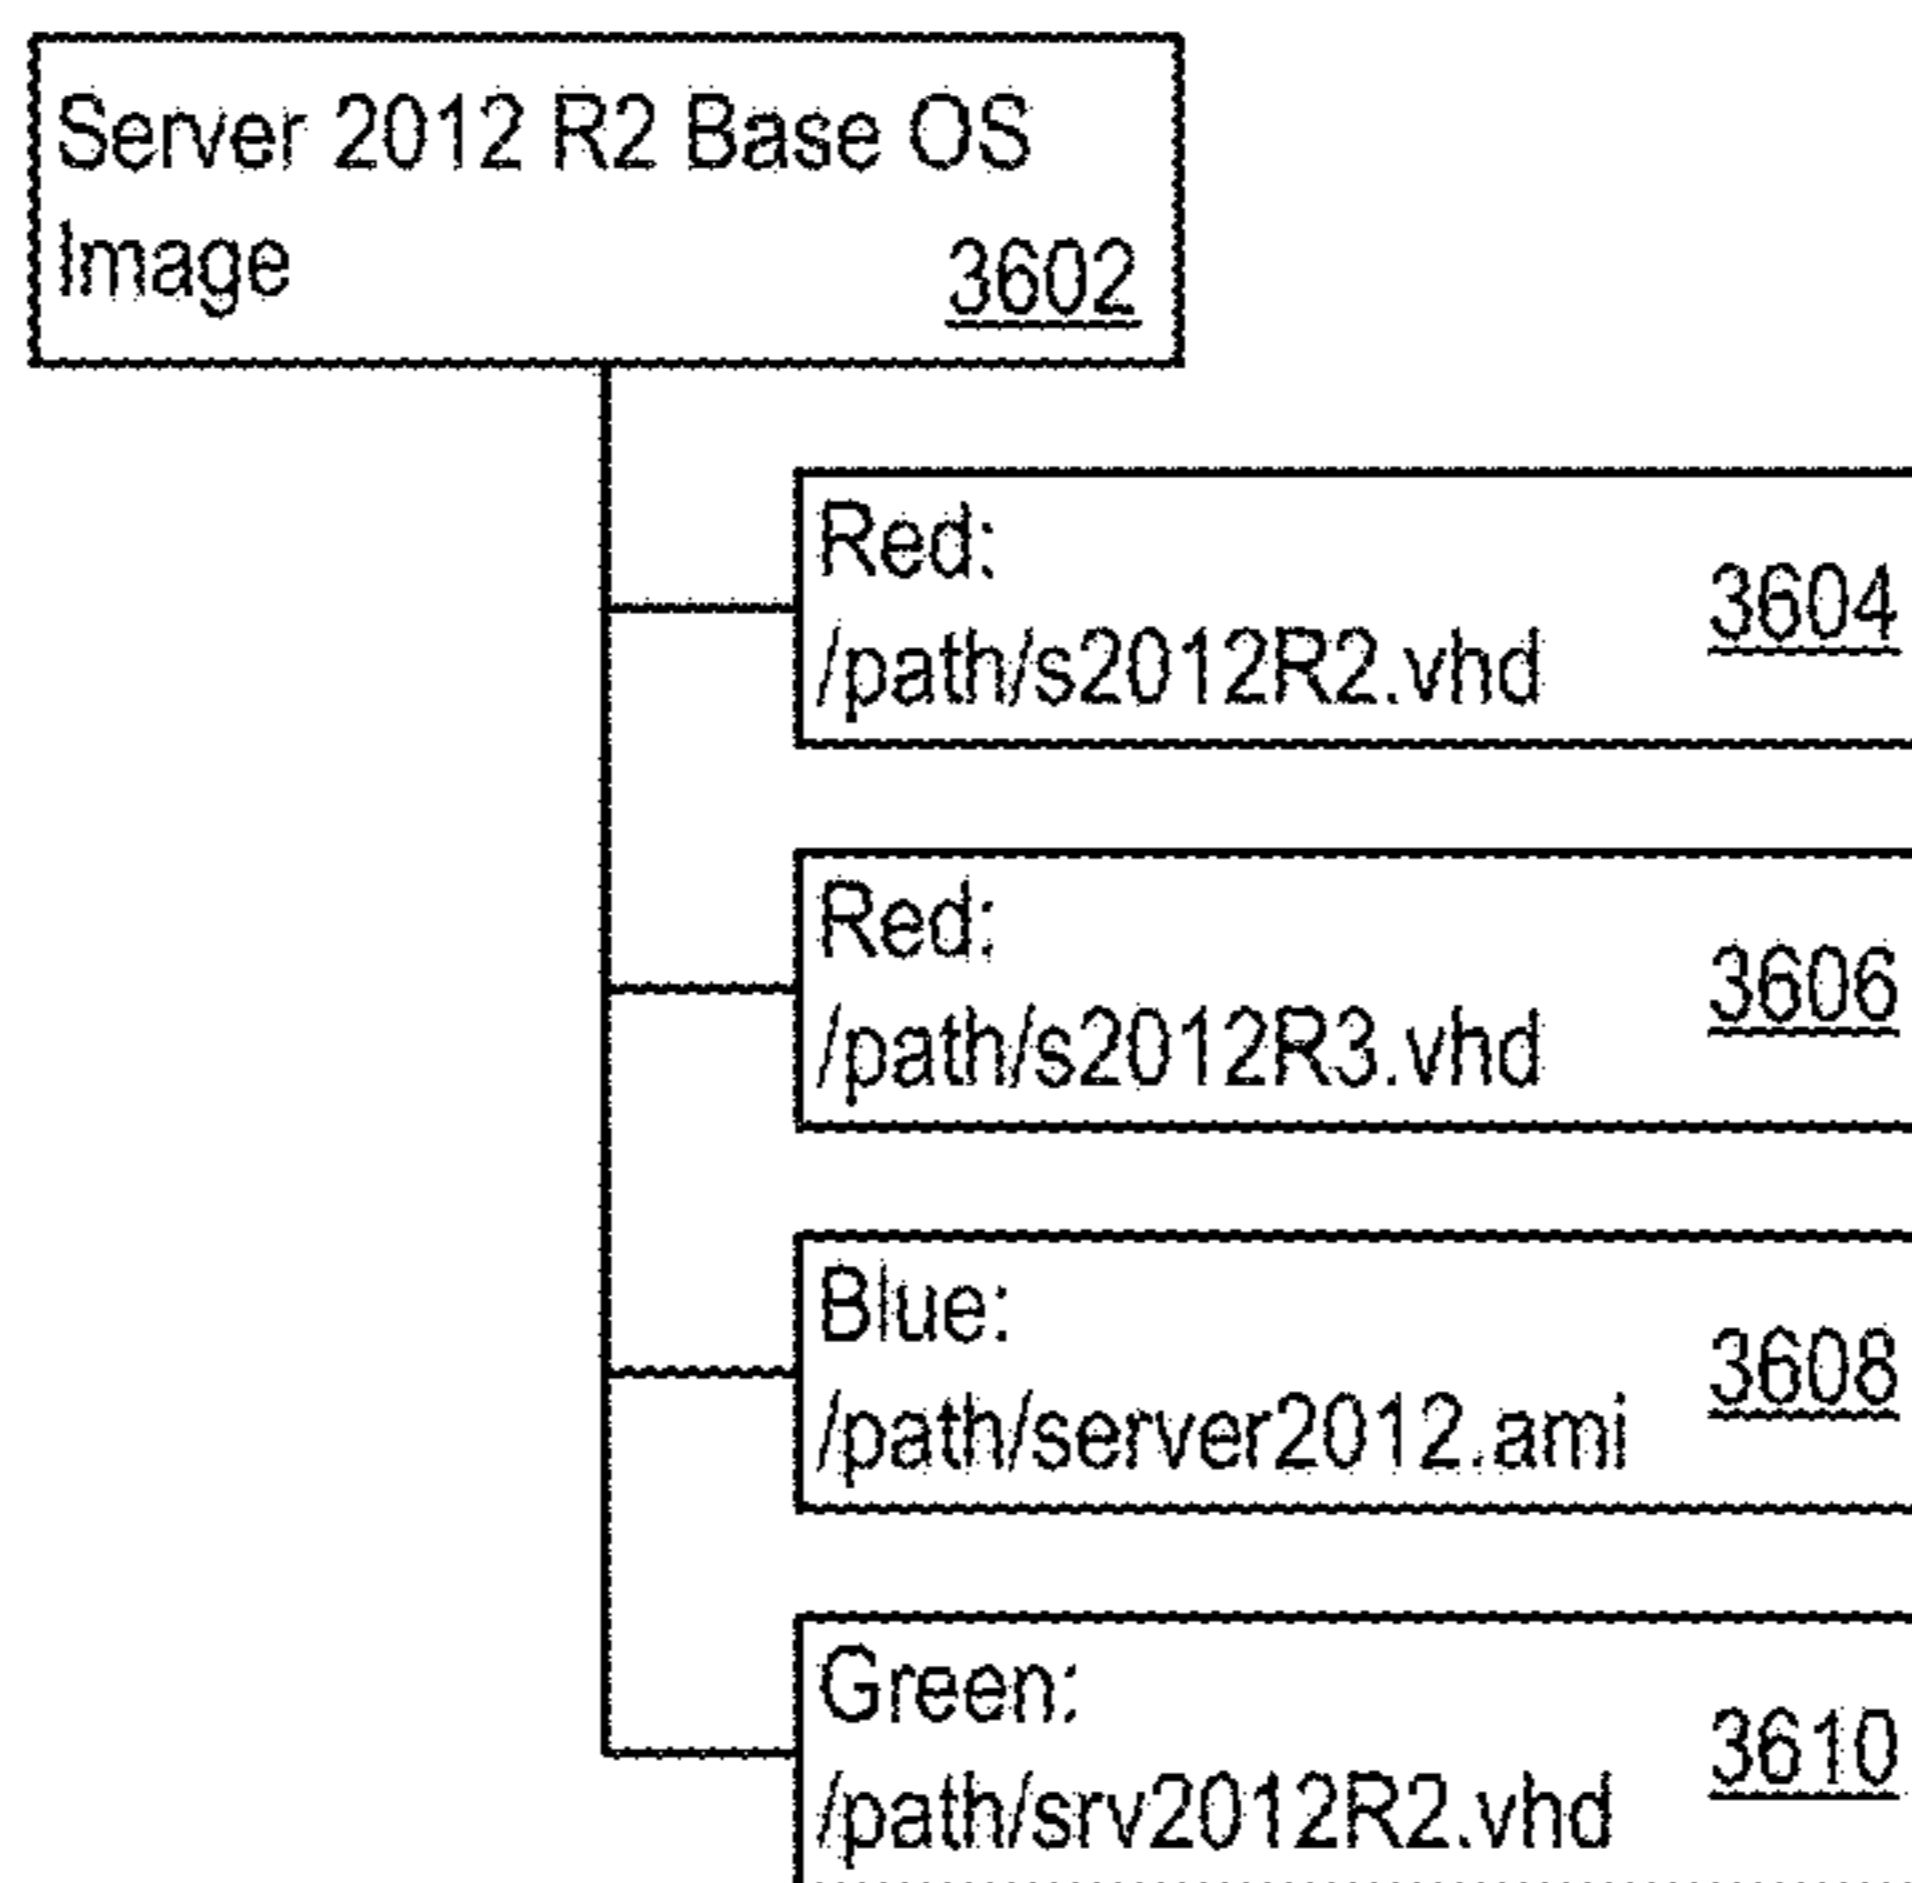 Server 2012 R2 Base OS
Image 3602
Red:
3604
/path/s2012R2.vhd
Red:
3606
/path/s2012R3.vhd
Blue:
3608
/path/server2012.ami
Green:
3610
/path/srv2012R2.vhd